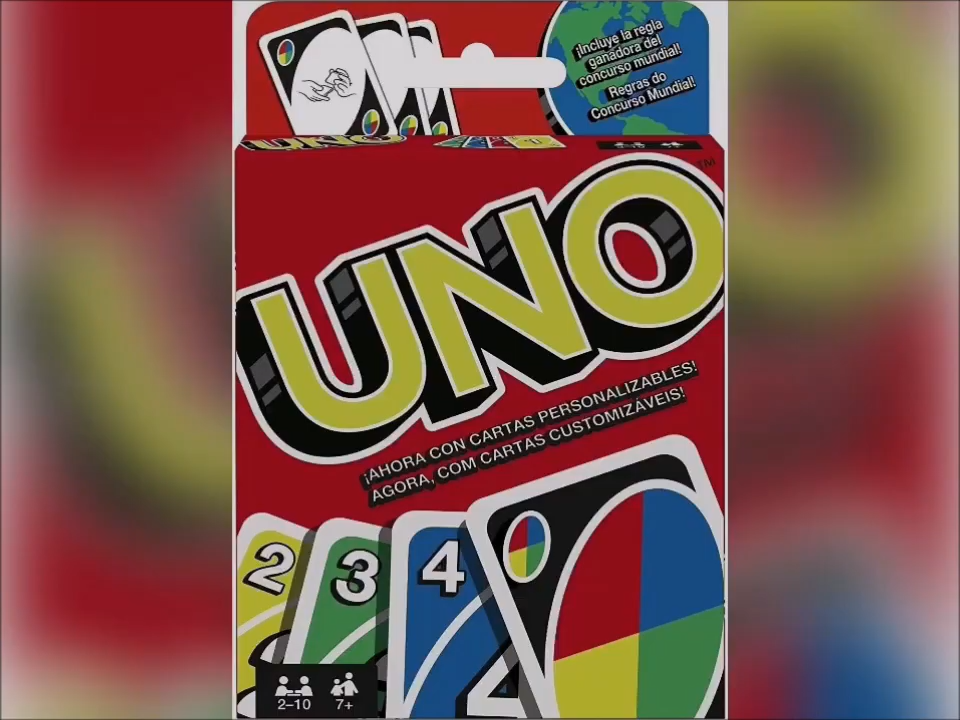 ¡Incluye la regla
ganadora del
concurso mundial!
Regras do
Concurso Mundial!
UNO
UNO™
¡AHORA CON CARTAS PERSONALIZABLES!
AGORA, COM CARTAS CUSTOMIZÁVEIS!
2
3
4
2–10
7+